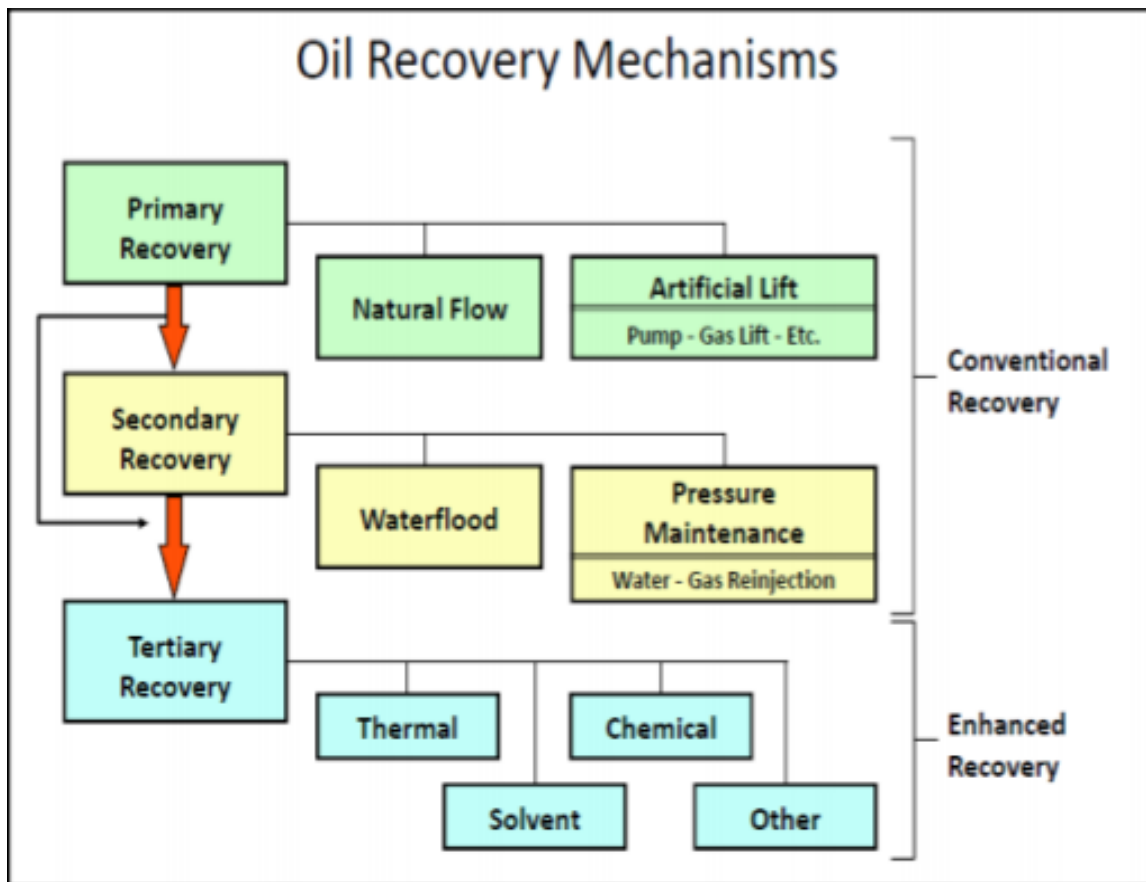 Oil Recovery Mechanisms
Primary
Recovery
Natural Flow
Artificial Lift
Pump - Gas Lift - Etc.
Conventional
Recovery
Secondary
Recovery
Waterflood
Pressure
Maintenance
Water - Gas Reinjection
Tertiary
Recovery
Thermal
Chemical
Solvent
Other
Enhanced
Recovery